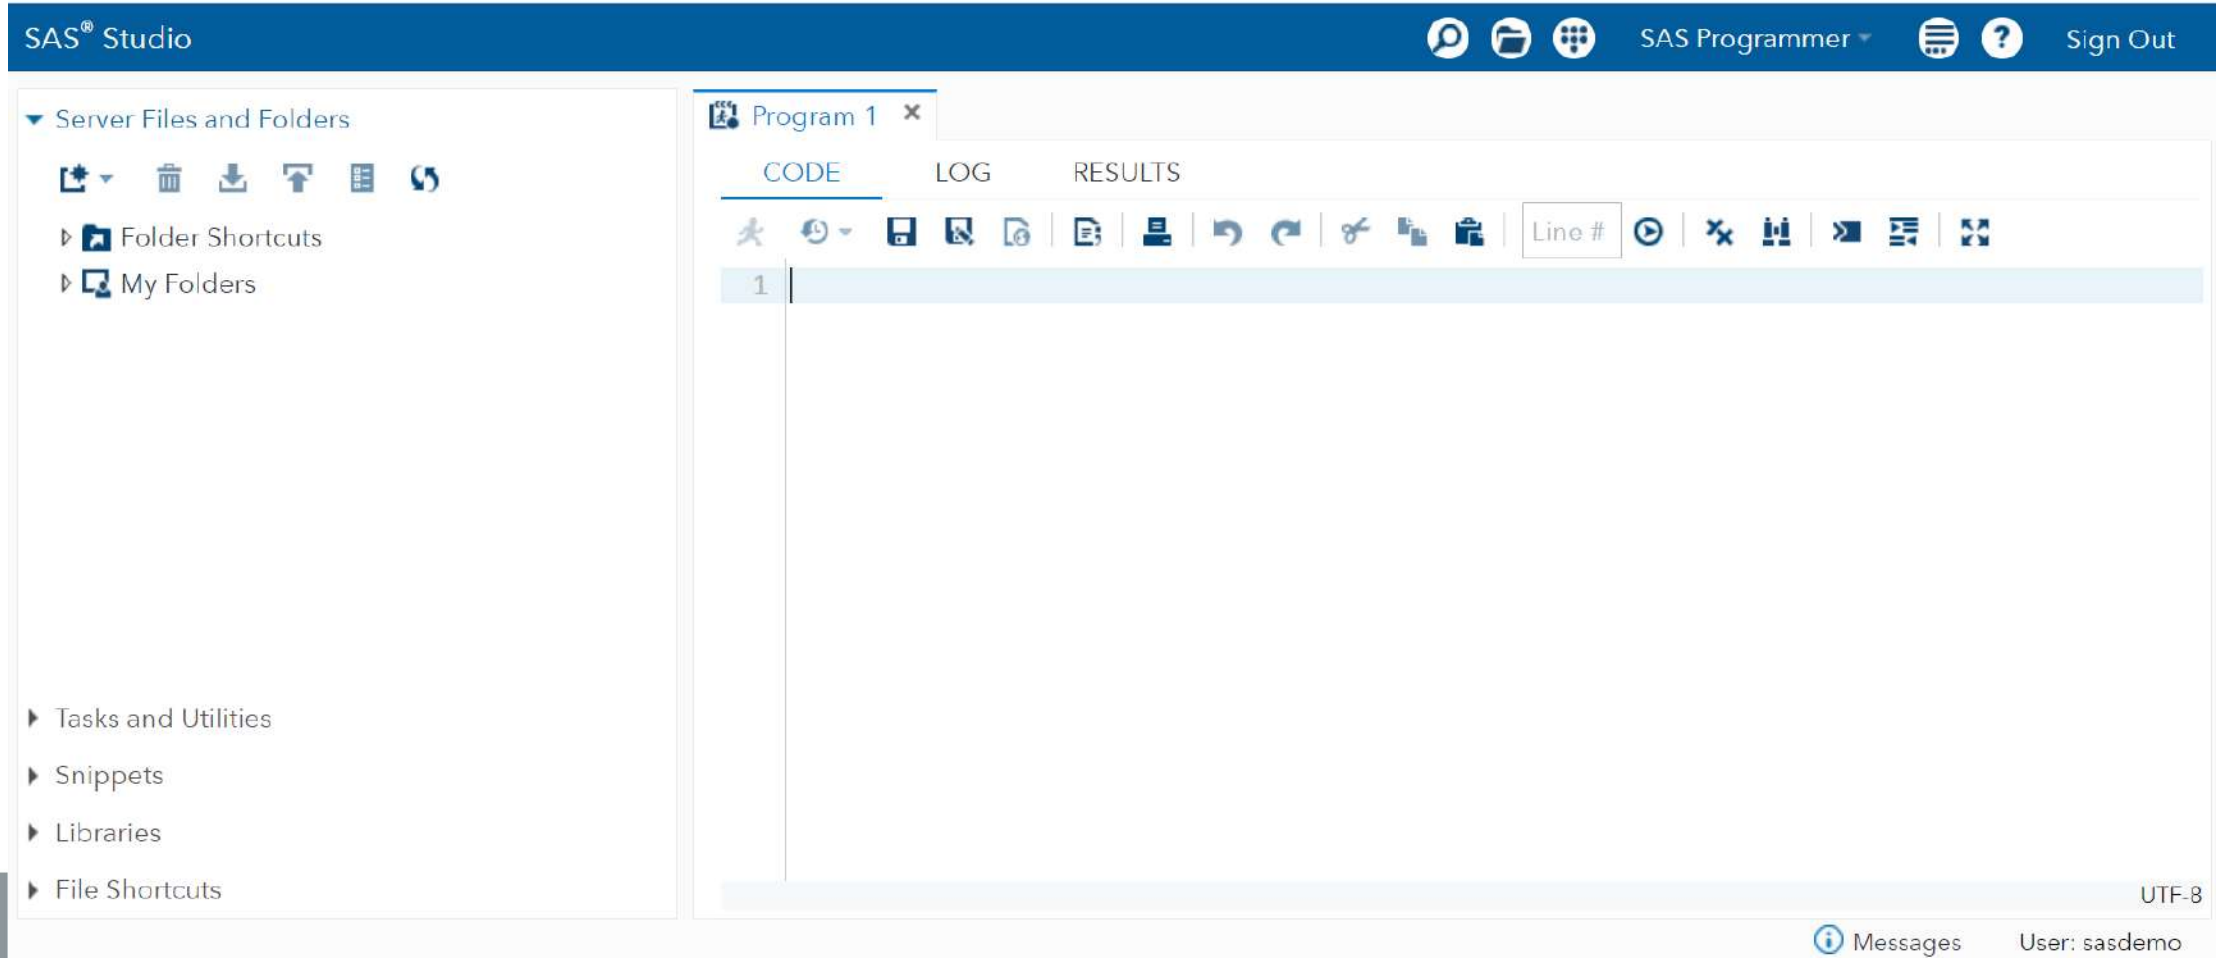 SAS® Studio
SAS Programmer
Sign Out
Server Files and Folders
Folder Shortcuts
My Folders
Tasks and Utilities
Snippets
Libraries
File Shortcuts
Program 1
CODE LOG RESULTS
Line #
1
UTF-8
Messages User: sasdemo